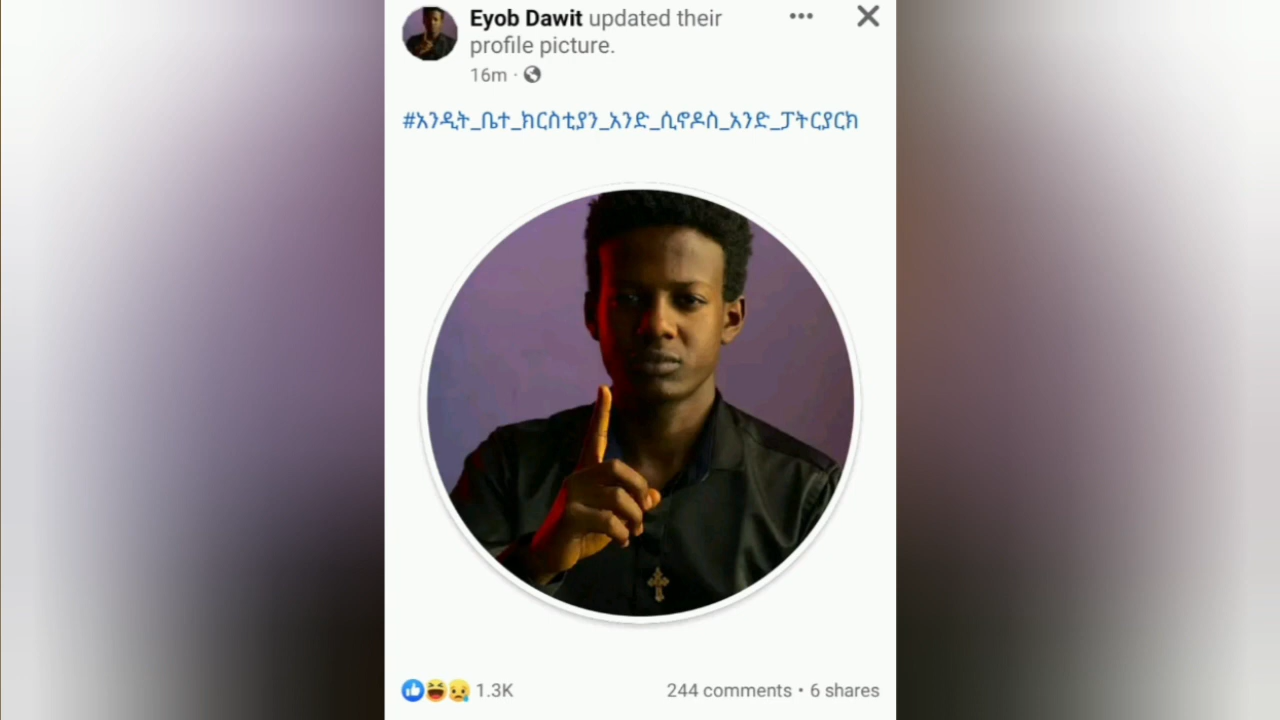 Eyob Dawit updated their
profile picture.
16m ·
#አንዲት_ቤተ_ክርስቲያን_አንድ_ሲኖዶስ_አንድ_ፓትርያርክ
1.3K
244 comments • 6 shares